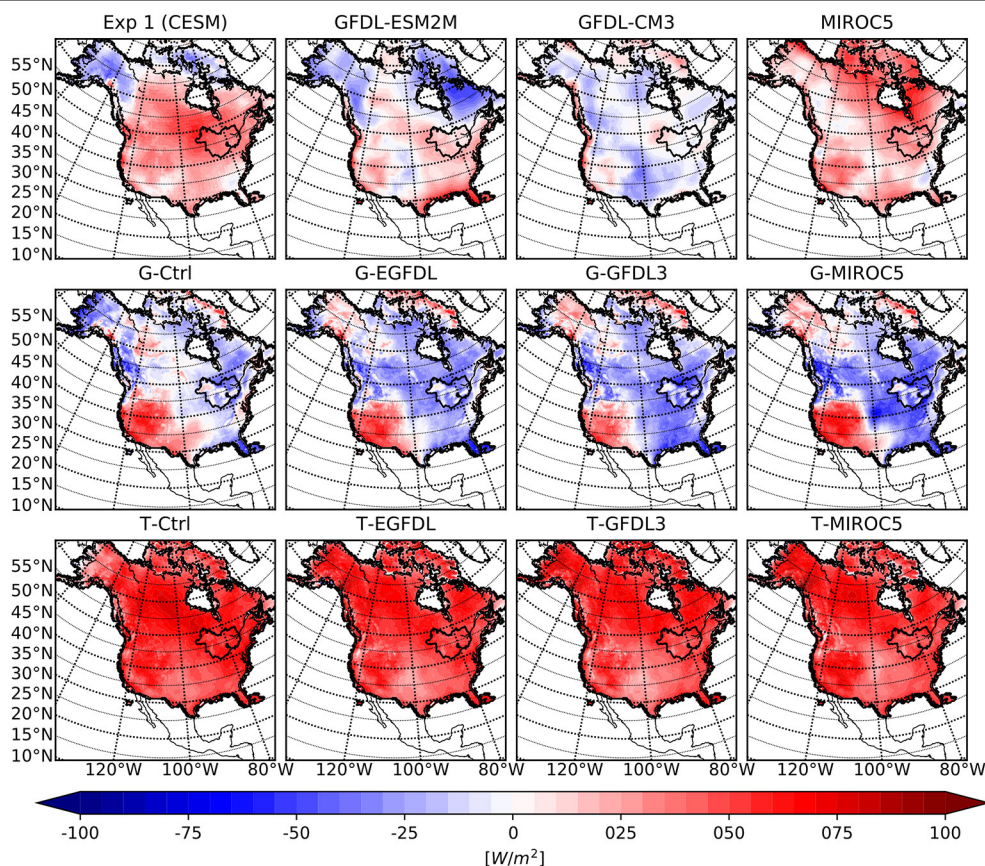 Exp 1 (CESM) GFDL-ESM2M GFDL-CM3 MIROC5
55°N
50°N
45°N
40°N
35°N
30°N
25°N
20°N
15°N
10°N
G-Ctrl G-EGFDL G-GFDL3 G-MIROC5
55°N
50°N
45°N
40°N
35°N
30°N
25°N
20°N
15°N
10°N
T-Ctrl T-EGFDL T-GFDL3 T-MIROC5
55°N
50°N
45°N
40°N
35°N
30°N
25°N
20°N
15°N
10°N
120°W 100°W 80°W 120°W 100°W 80°W 120°W 100°W 80°W 120°W 100°W 80°W
-100 -75 -50 -25 0 025 050 075 100
[W/m²]